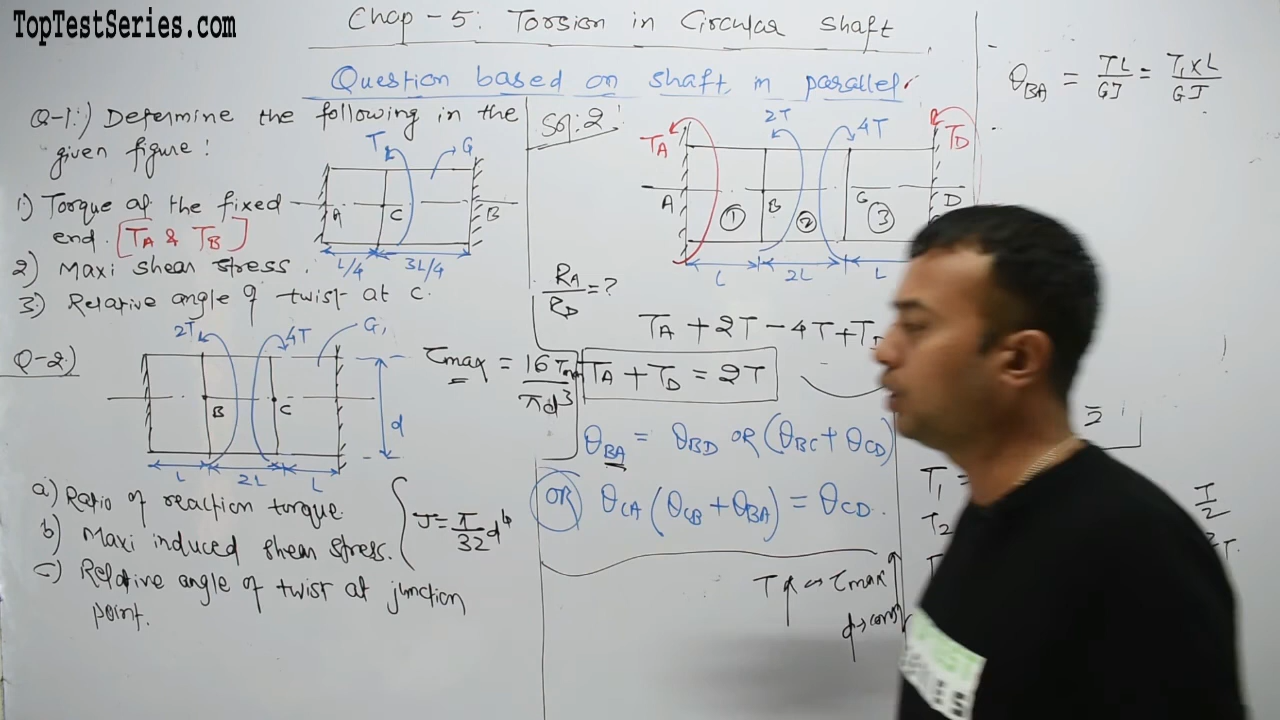 TopTestSeries.com
Chap - 5: Torsion in Circular shaft
Question based on shaft in parallel.
Q-1:) Determine the following in the
given figure:
1) Torque of the fixed
end. [TA & TB]
2) Maxi shear stress.
3) Relative angle of twist at C.
T G
A C B
L/4 3L/4
Q-2)
2T 4T G,
B C d
L 2L L
a) Ratio of reaction torque.
b) Maxi induced shear stress.
c) Relative angle of twist at junction
point.
J = π/32 d⁴
Sol: 2
TA 2T 4T TD
A B C D
① ② ③
L 2L L
RA/RD = ?
TA + 2T - 4T + TD
τmax = 16T/πd³
TA + TD = 2T
θBA = θBD OR (θBC + θCD)
OR θCA (θCB + θBA) = θCD.
T ↔ τmax
d → const
θBA = TL/GJ = T1×L/GJ
T1 =
T2